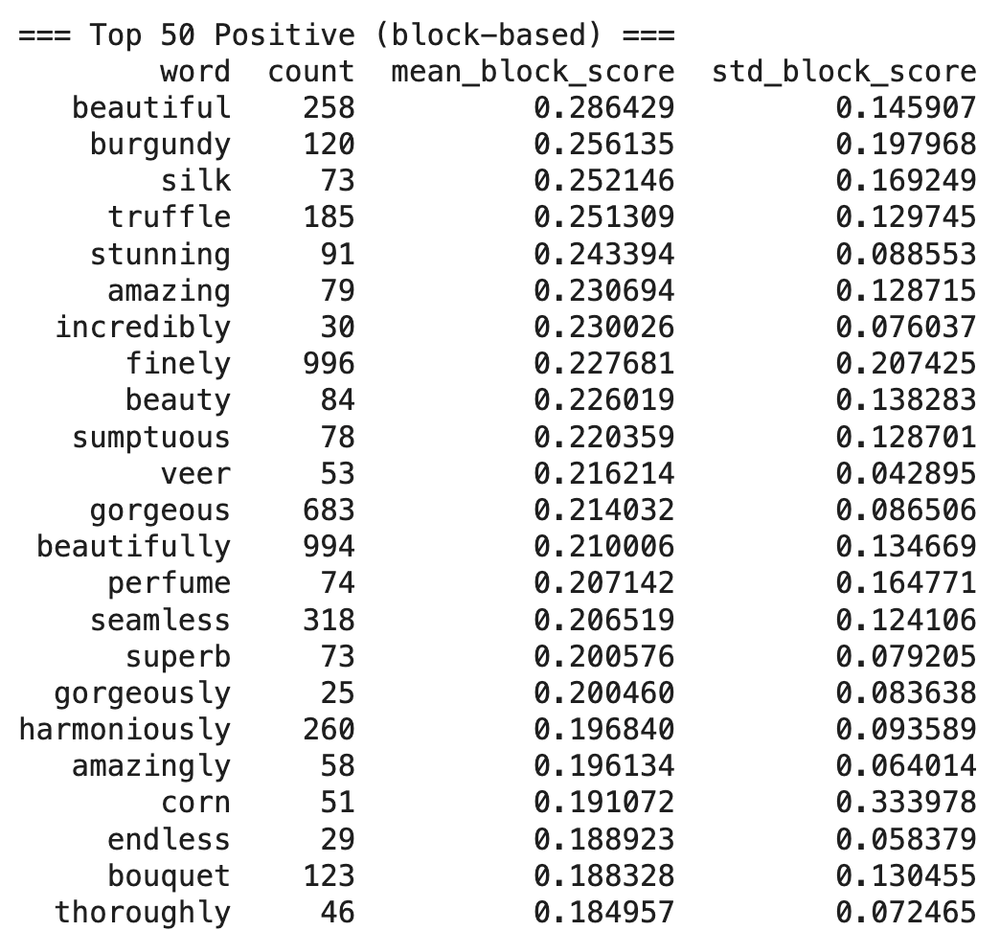 === Top 50 Positive (block-based) ===
word count mean_block_score std_block_score
beautiful 258 0.286429 0.145907
burgundy 120 0.256135 0.197968
silk 73 0.252146 0.169249
truffle 185 0.251309 0.129745
stunning 91 0.243394 0.088553
amazing 79 0.230694 0.128715
incredibly 30 0.230026 0.076037
finely 996 0.227681 0.207425
beauty 84 0.226019 0.138283
sumptuous 78 0.220359 0.128701
veer 53 0.216214 0.042895
gorgeous 683 0.214032 0.086506
beautifully 994 0.210006 0.134669
perfume 74 0.207142 0.164771
seamless 318 0.206519 0.124106
superb 73 0.200576 0.079205
gorgeously 25 0.200460 0.083638
harmoniously 260 0.196840 0.093589
amazingly 58 0.196134 0.064014
corn 51 0.191072 0.333978
endless 29 0.188923 0.058379
bouquet 123 0.188328 0.130455
thoroughly 46 0.184957 0.072465